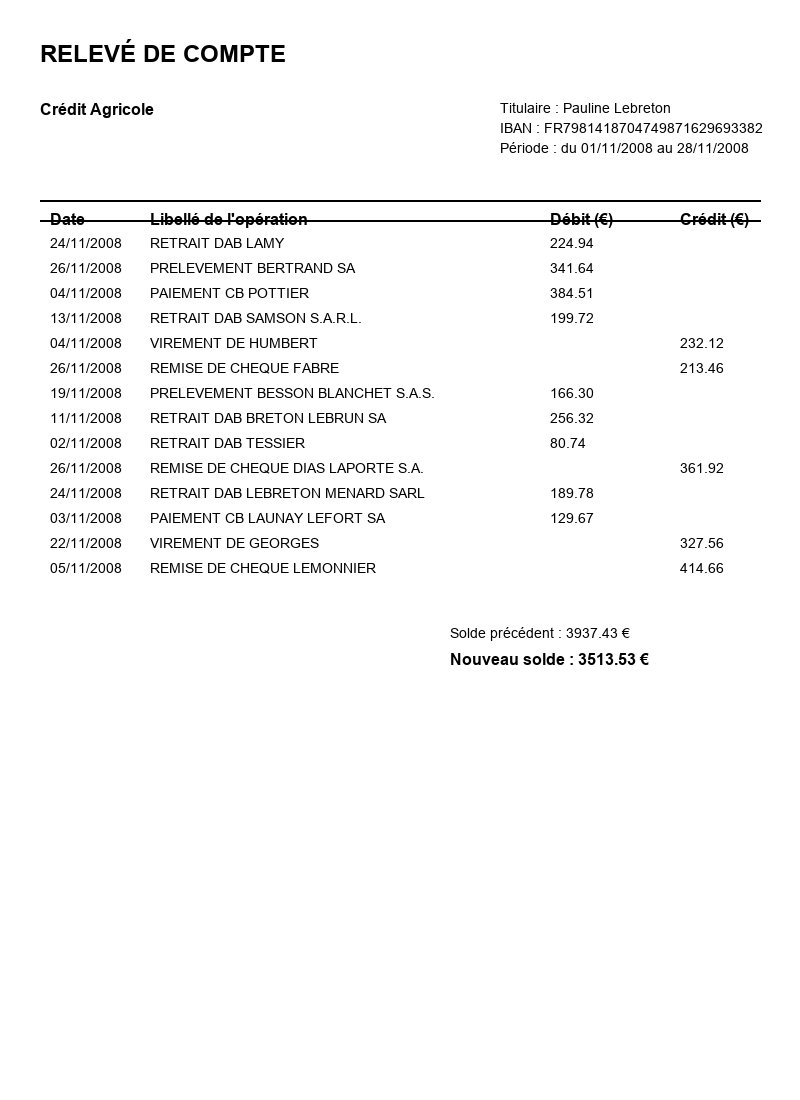 RELEVÉ DE COMPTE
Crédit Agricole
Titulaire : Pauline Lebreton
IBAN : FR7981418704749871629693382
Période : du 01/11/2008 au 28/11/2008
Date Libellé de l'opération Débit (€) Crédit (€)
24/11/2008 RETRAIT DAB LAMY 224.94
26/11/2008 PRELEVEMENT BERTRAND SA 341.64
04/11/2008 PAIEMENT CB POTTIER 384.51
13/11/2008 RETRAIT DAB SAMSON S.A.R.L. 199.72
04/11/2008 VIREMENT DE HUMBERT 232.12
26/11/2008 REMISE DE CHEQUE FABRE 213.46
19/11/2008 PRELEVEMENT BESSON BLANCHET S.A.S. 166.30
11/11/2008 RETRAIT DAB BRETON LEBRUN SA 256.32
02/11/2008 RETRAIT DAB TESSIER 80.74
26/11/2008 REMISE DE CHEQUE DIAS LAPORTE S.A. 361.92
24/11/2008 RETRAIT DAB LEBRETON MENARD SARL 189.78
03/11/2008 PAIEMENT CB LAUNAY LEFORT SA 129.67
22/11/2008 VIREMENT DE GEORGES 327.56
05/11/2008 REMISE DE CHEQUE LEMONNIER 414.66
Solde précédent : 3937.43 €
Nouveau solde : 3513.53 €